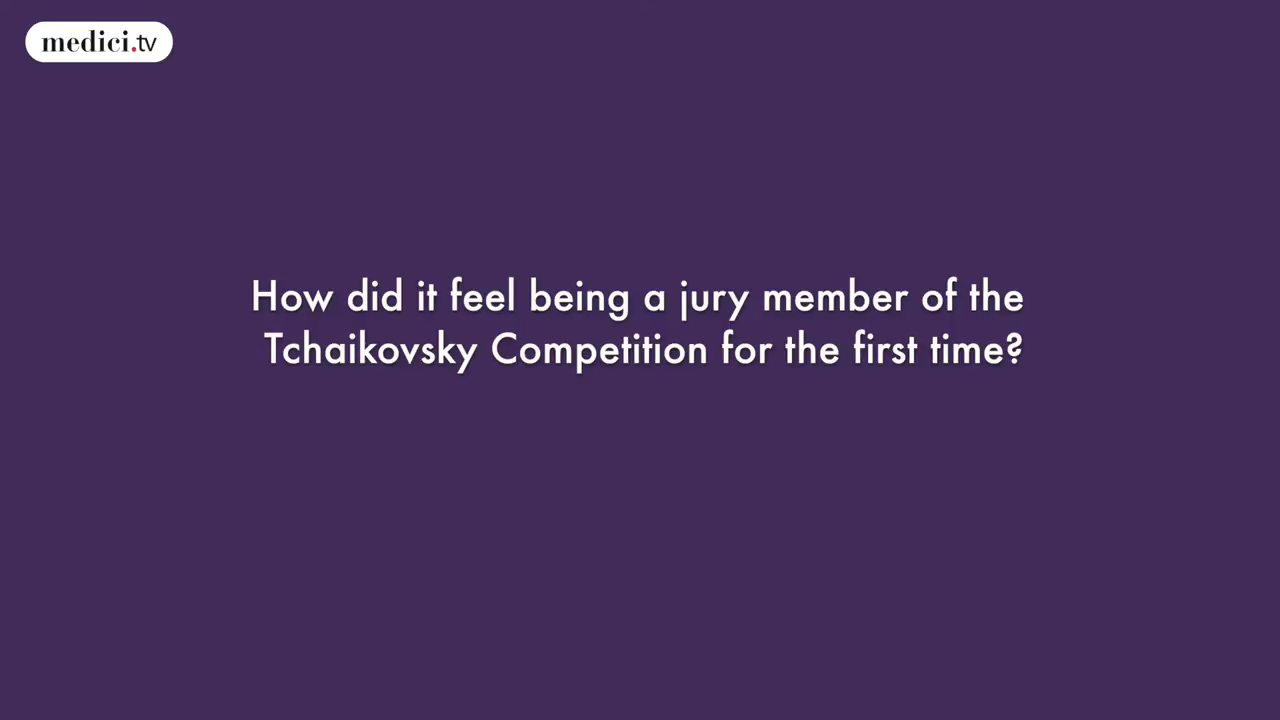 medici.tv
How did it feel being a jury member of the
Tchaikovsky Competition for the first time?